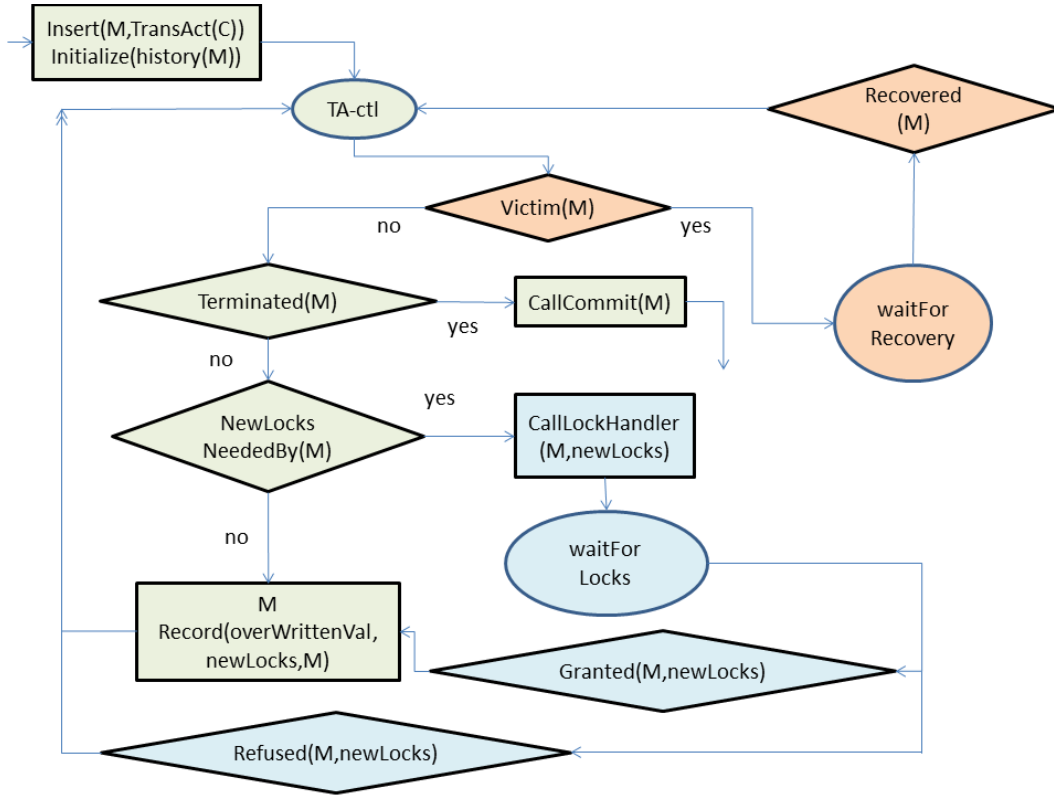 Insert(M,TransAct(C))
Initialize(history(M))
TA-ctl
Recovered
(M)
Victim(M)
no
yes
Terminated(M)
yes
CallCommit(M)
waitFor
Recovery
no
NewLocks
NeededBy(M)
yes
CallLockHandler
(M,newLocks)
no
waitFor
Locks
M
Record(overWrittenVal,
newLocks,M)
Granted(M,newLocks)
Refused(M,newLocks)